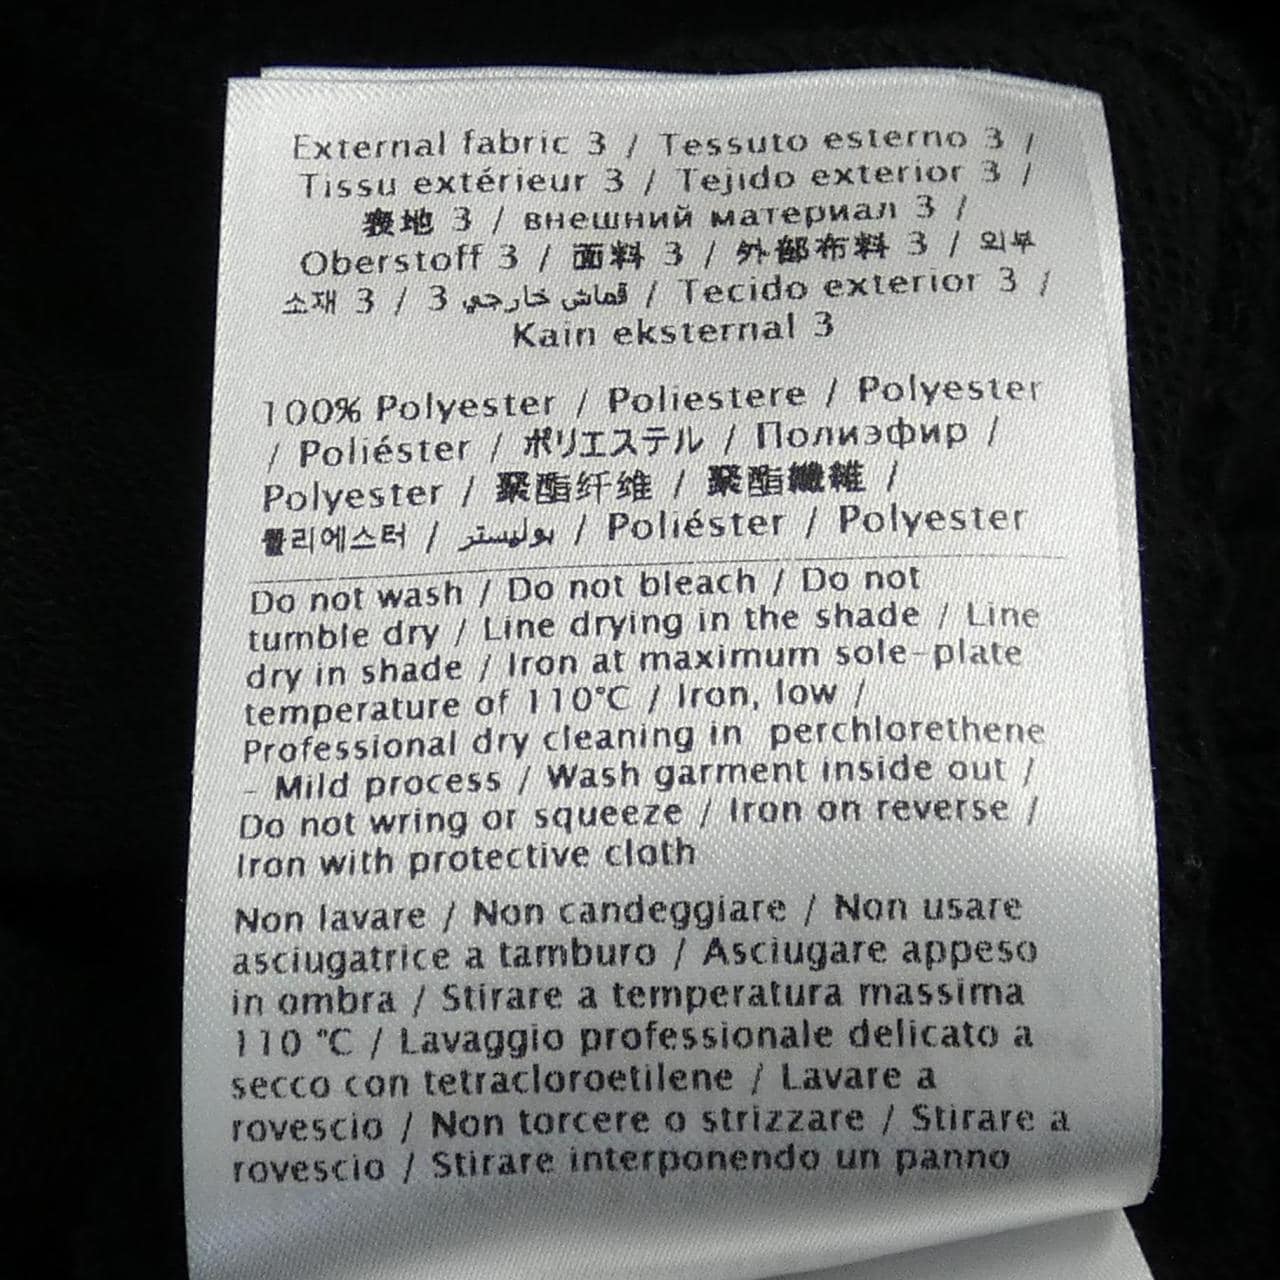 External fabric 3 / Tessuto esterno 3 /
Tissu extérieur 3 / Tejido exterior 3 /
表地 3 / внешний материал 3 /
Oberstoff 3 / 面料 3 / 外部布料 3 / 외부
소재 3 / 3 قماش خارجي / Tecido exterior 3 /
Kain eksternal 3
100% Polyester / Poliestere / Polyester
/ Poliéster / ポリエステル / Полиэфир /
Polyester / 聚酯纤维 / 聚酯纖維 /
폴리에스터 / بوليستر / Poliéster / Polyester
Do not wash / Do not bleach / Do not
tumble dry / Line drying in the shade / Line
dry in shade / Iron at maximum sole-plate
temperature of 110°C / Iron, low /
Professional dry cleaning in perchlorethene
- Mild process / Wash garment inside out /
Do not wring or squeeze / Iron on reverse /
Iron with protective cloth
Non lavare / Non candeggiare / Non usare
asciugatrice a tamburo / Asciugare appeso
in ombra / Stirare a temperatura massima
110 °C / Lavaggio professionale delicato a
secco con tetracloroetilene / Lavare a
rovescio / Non torcere o strizzare / Stirare a
rovescio / Stirare interponendo un panno